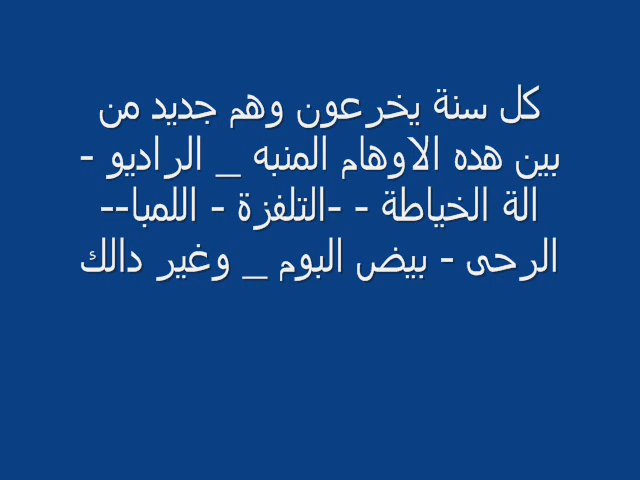 كل سنة يخرعون وهم جديد من
بين هده الاوهام المنبه _ الراديو -
الة الخياطة - -التلفزة - اللمبا--
الرحى - بيض البوم _ وغير دالك